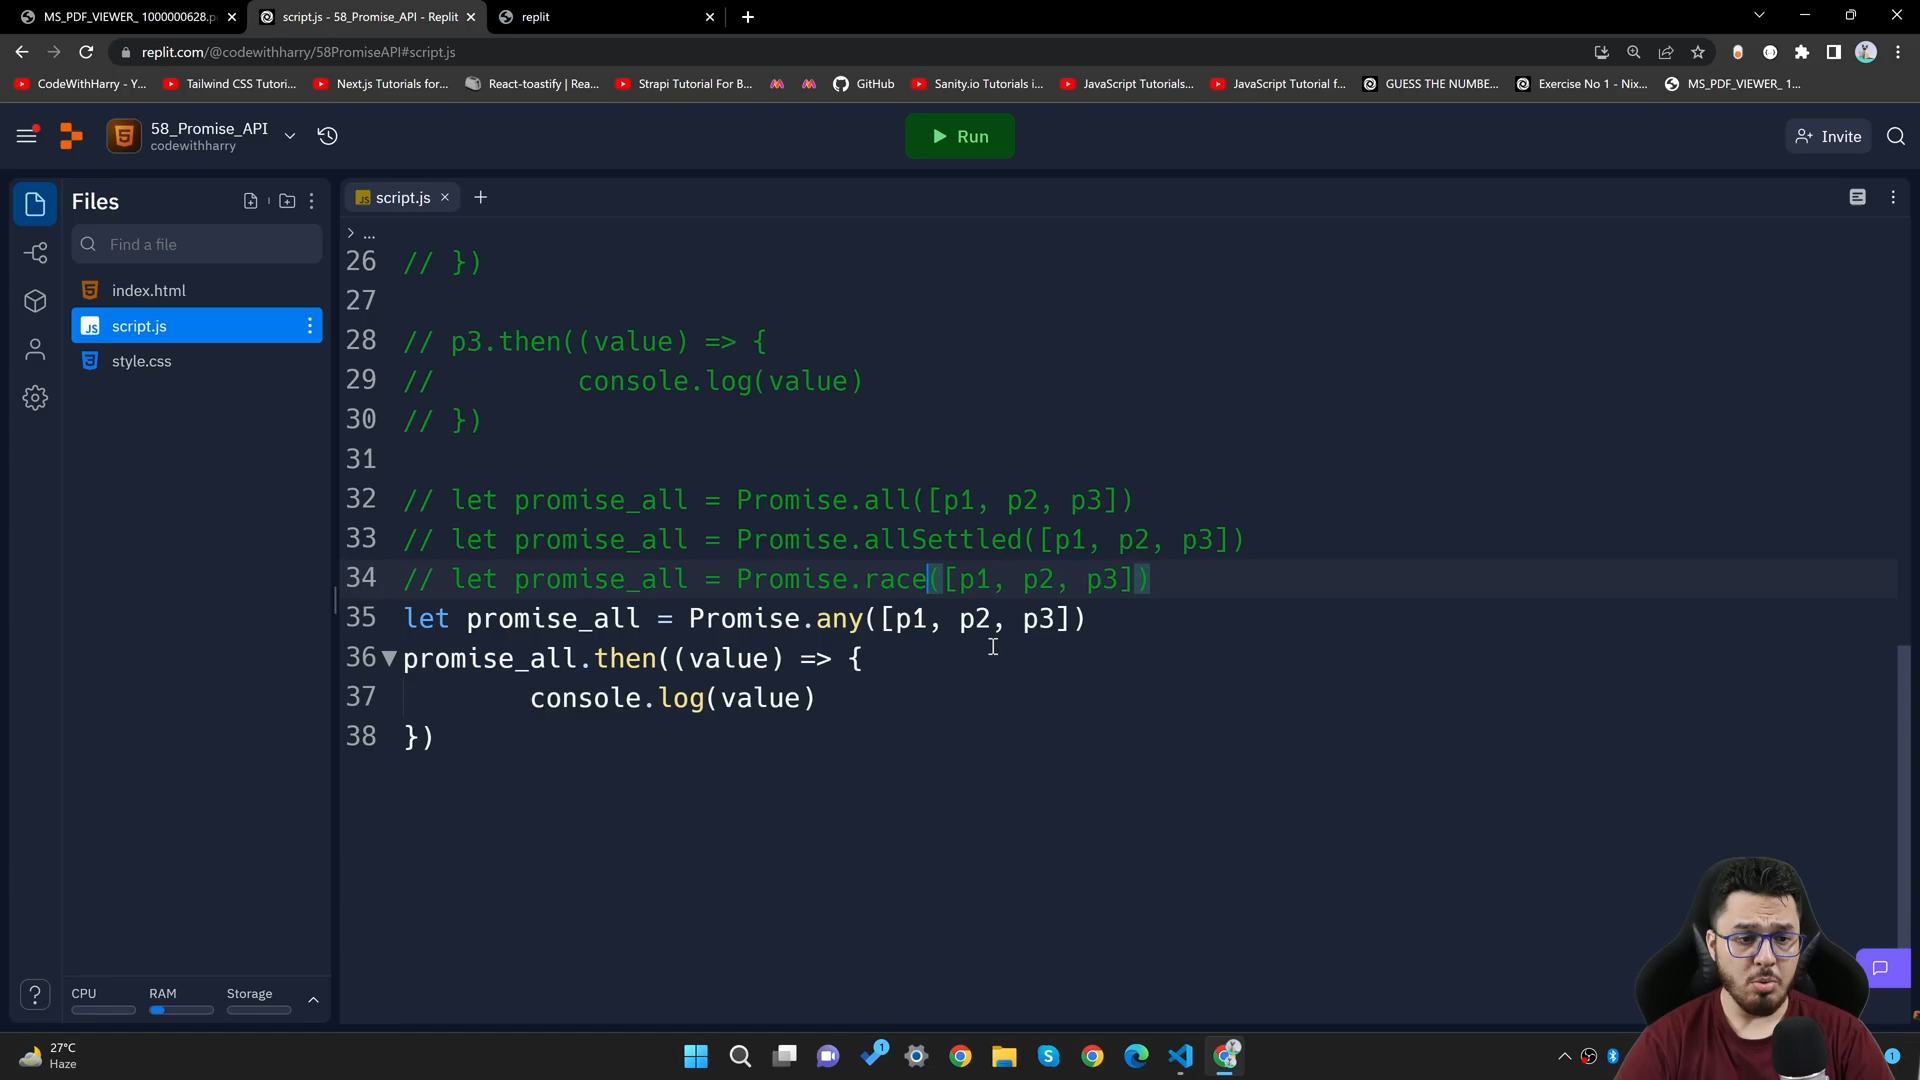 MS_PDF_VIEWER_ 1000000628.p
script.js - 58_Promise_API - Replit
replit
replit.com/@codewithharry/58PromiseAPI#script.js
CodeWithHarry - Y...
Tailwind CSS Tutori...
Next.js Tutorials for...
React-toastify | Rea...
Strapi Tutorial For B...
GitHub
Sanity.io Tutorials i...
JavaScript Tutorials...
JavaScript Tutorial f...
GUESS THE NUMBE...
Exercise No 1 - Nix...
MS_PDF_VIEWER_ 1...
58_Promise_API
codewithharry
Run
Invite
Files
Find a file
index.html
script.js
style.css
CPU
RAM
Storage
script.js
> ...
26 // })
27
28 // p3.then((value) => {
29 //        console.log(value)
30 // })
31
32 // let promise_all = Promise.all([p1, p2, p3])
33 // let promise_all = Promise.allSettled([p1, p2, p3])
34 // let promise_all = Promise.race([p1, p2, p3])
35 let promise_all = Promise.any([p1, p2, p3])
36 promise_all.then((value) => {
37        console.log(value)
38 })
27°C
Haze
1
1